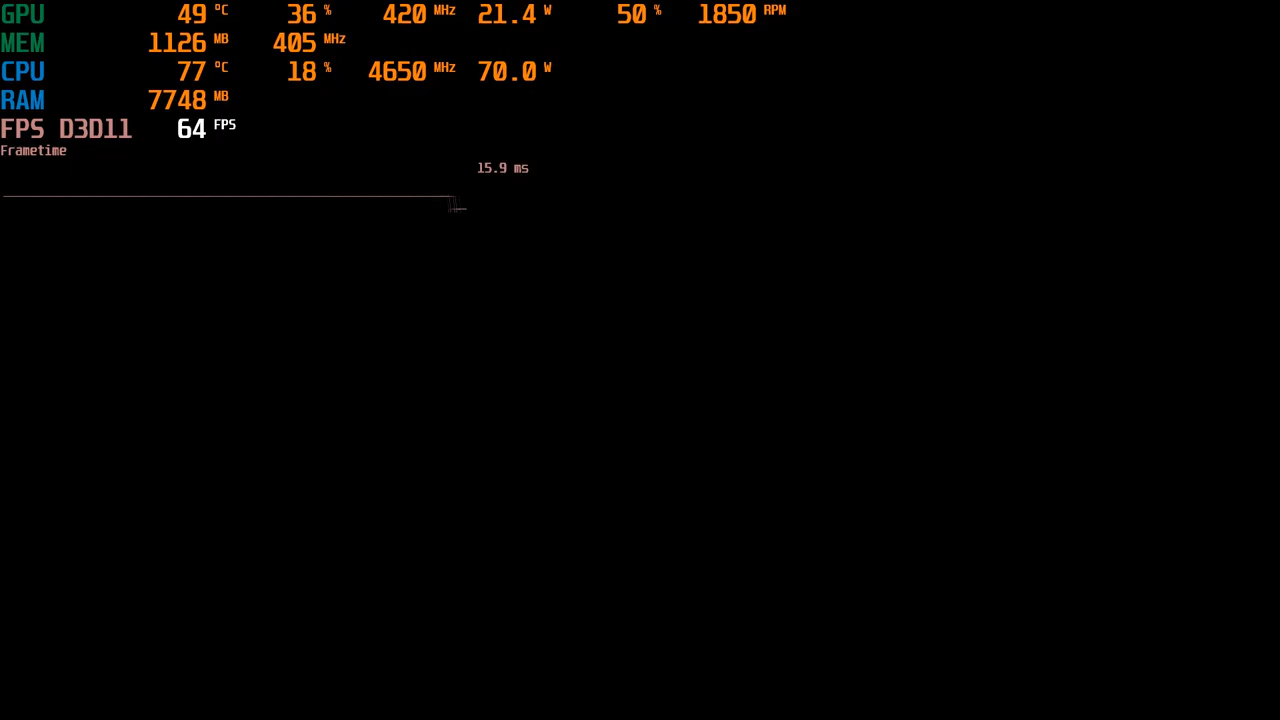 GPU 49 °C 36 % 420 MHz 21.4 W 50 % 1850 RPM
MEM 1126 MB 405 MHz
CPU 77 °C 18 % 4650 MHz 70.0 W
RAM 7748 MB
FPS D3D11 64 FPS
Frametime
15.9 ms